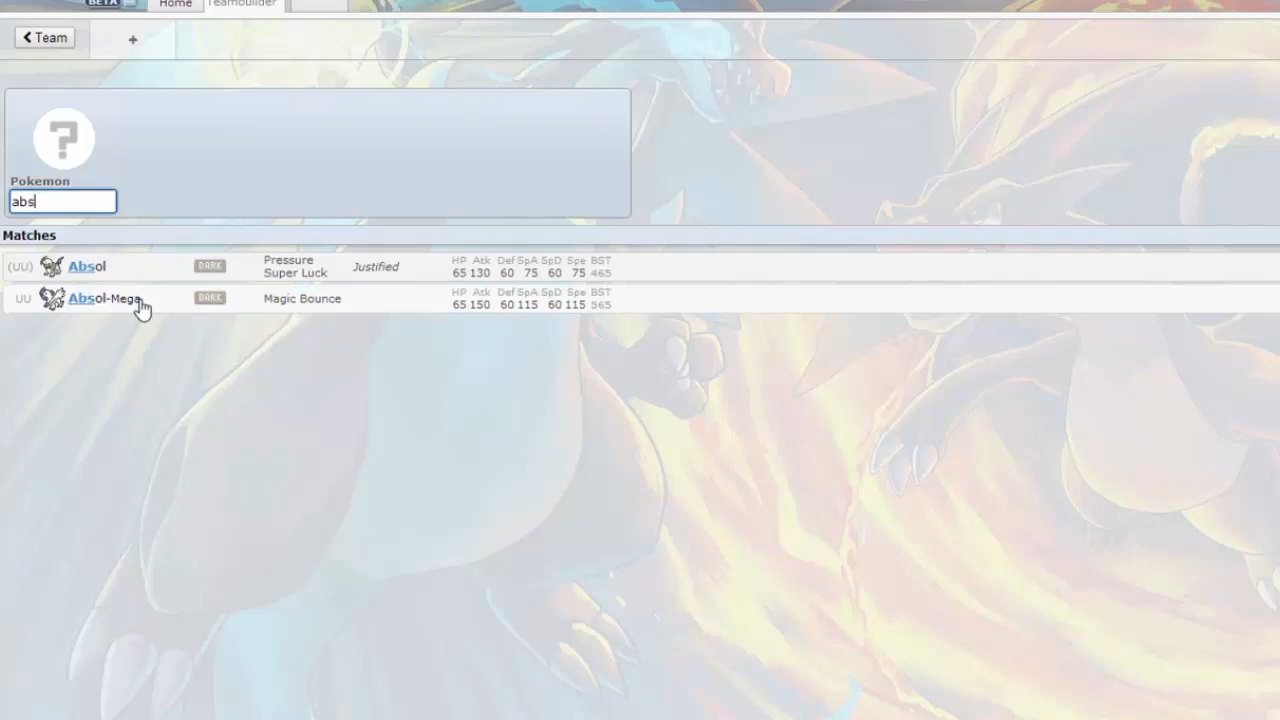 BETA
Home Teambuilder
Team +
Pokemon
abs
Matches
(UU) Absol DARK Pressure Super Luck Justified HP 65 Atk 130 Def 60 SpA 75 SpD 60 Spe 75 BST 465
UU Absol-Mega DARK Magic Bounce HP 65 Atk 150 Def 60 SpA 115 SpD 60 Spe 115 BST 565